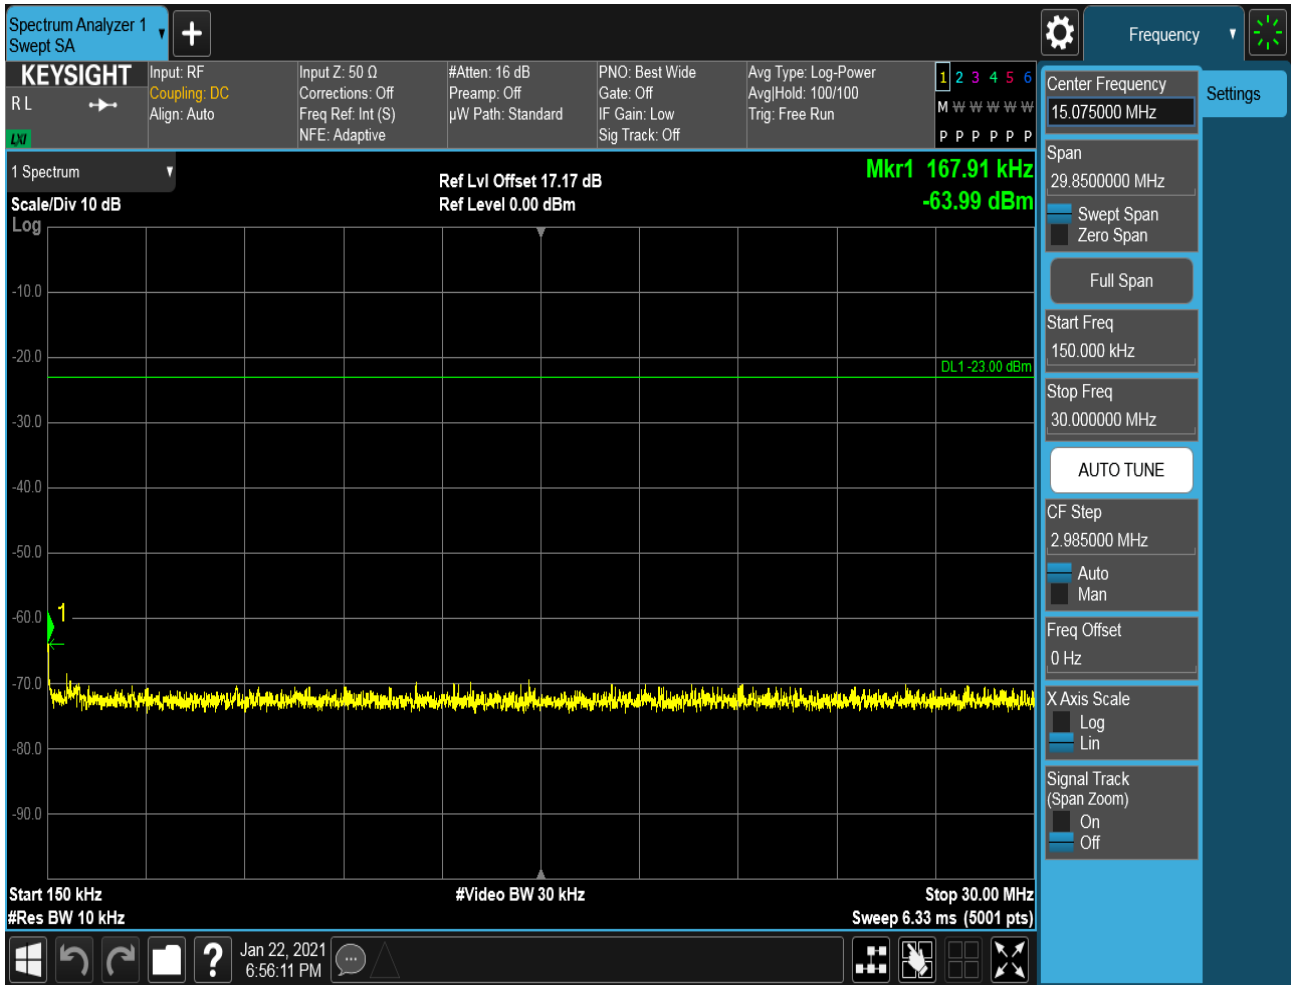 Spectrum Analyzer 1
Swept SA
Frequency
KEYSIGHT
R L
LXI
Input: RF
Coupling: DC
Align: Auto
Input Z: 50 Ω
Corrections: Off
Freq Ref: Int (S)
NFE: Adaptive
#Atten: 16 dB
Preamp: Off
µW Path: Standard
PNO: Best Wide
Gate: Off
IF Gain: Low
Sig Track: Off
Avg Type: Log-Power
Avg|Hold: 100/100
Trig: Free Run
1 2 3 4 5 6
M W W W W W
P P P P P P
1 Spectrum
Scale/Div 10 dB
Log
Ref Lvl Offset 17.17 dB
Ref Level 0.00 dBm
Mkr1 167.91 kHz
-63.99 dBm
-10.0
-20.0
DL1 -23.00 dBm
-30.0
-40.0
-50.0
-60.0
1
-70.0
-80.0
-90.0
Start 150 kHz
#Res BW 10 kHz
#Video BW 30 kHz
Stop 30.00 MHz
Sweep 6.33 ms (5001 pts)
?
Jan 22, 2021
6:56:11 PM
Center Frequency
15.075000 MHz
Settings
Span
29.8500000 MHz
Swept Span
Zero Span
Full Span
Start Freq
150.000 kHz
Stop Freq
30.000000 MHz
AUTO TUNE
CF Step
2.985000 MHz
Auto
Man
Freq Offset
0 Hz
X Axis Scale
Log
Lin
Signal Track
(Span Zoom)
On
Off